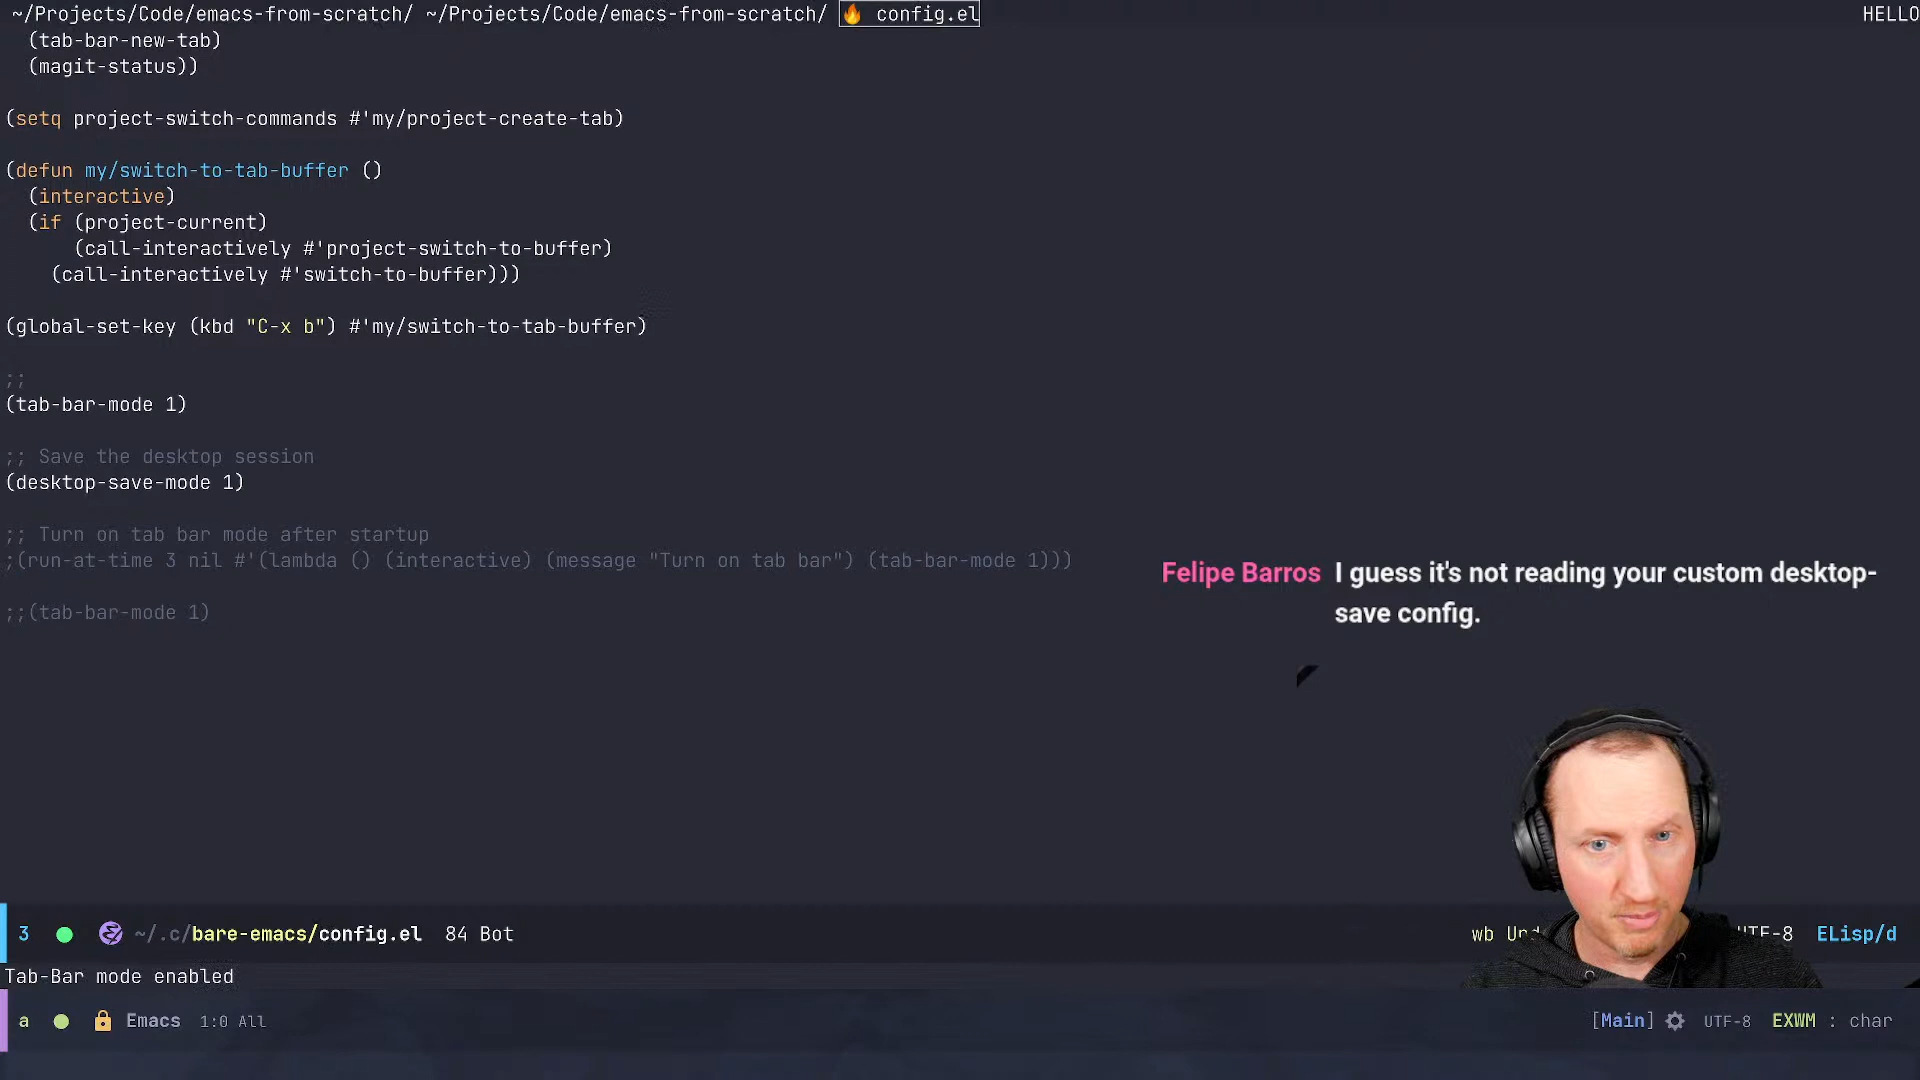 ~/Projects/Code/emacs-from-scratch/ ~/Projects/Code/emacs-from-scratch/ 🔥 config.el HELLO
(tab-bar-new-tab)
(magit-status))
(setq project-switch-commands #'my/project-create-tab)
(defun my/switch-to-tab-buffer ()
(interactive)
(if (project-current)
(call-interactively #'project-switch-to-buffer)
(call-interactively #'switch-to-buffer)))
(global-set-key (kbd "C-x b") #'my/switch-to-tab-buffer)
;;
(tab-bar-mode 1)
;; Save the desktop session
(desktop-save-mode 1)
;; Turn on tab bar mode after startup
;(run-at-time 3 nil #'(lambda () (interactive) (message "Turn on tab bar") (tab-bar-mode 1)))
;;(tab-bar-mode 1)
Felipe Barros I guess it's not reading your custom desktop-
save config.
3 ~/.c/bare-emacs/config.el 84 Bot wb UTF-8 ELisp/d
Tab-Bar mode enabled
a Emacs 1:0 All [Main] UTF-8 EXWM : char